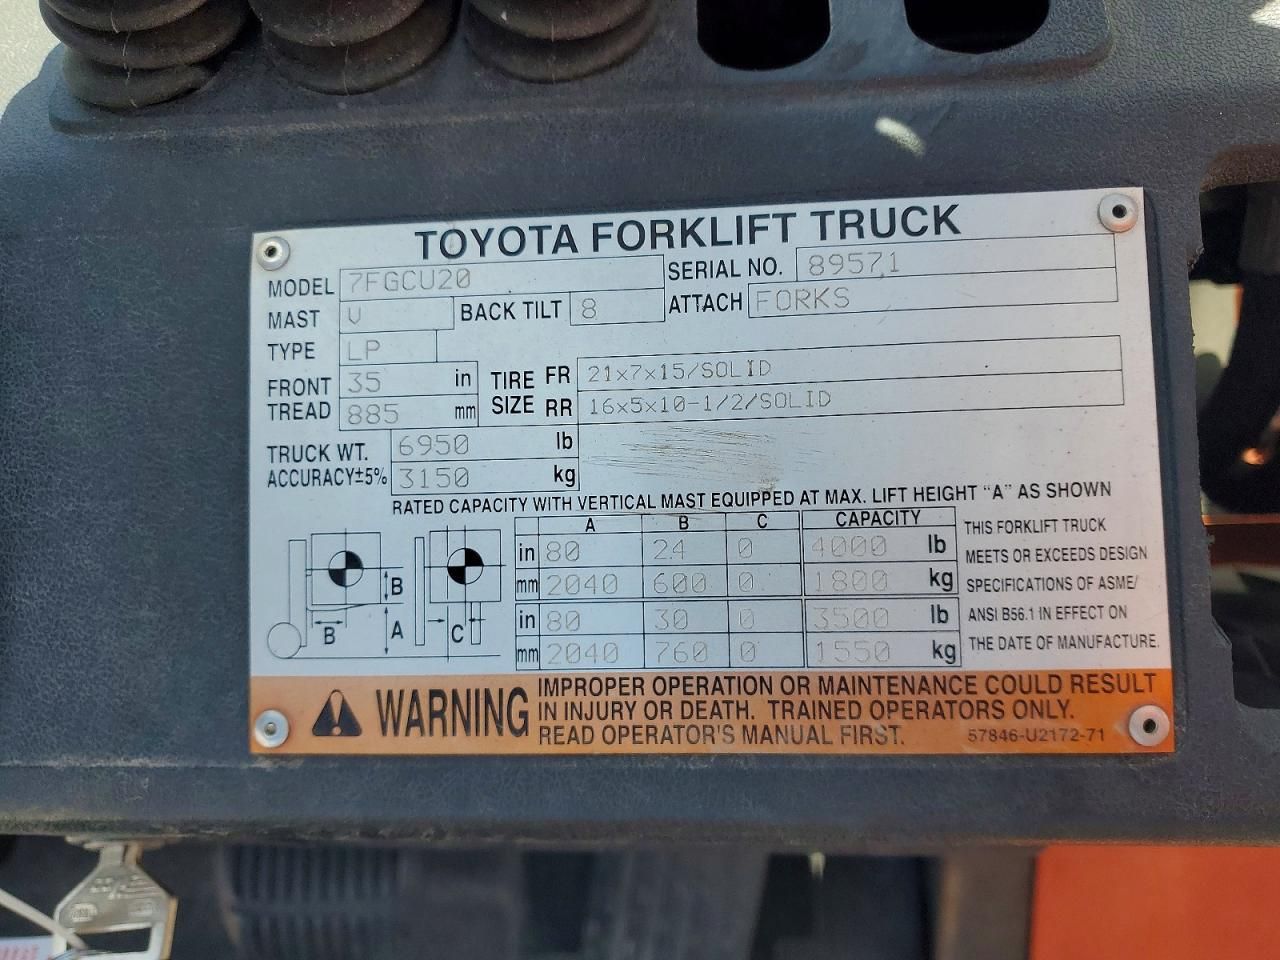 TOYOTA FORKLIFT TRUCK
MODEL 7FGCU20 SERIAL NO. 89571
MAST V BACK TILT 8 ATTACH FORKS
TYPE LP
FRONT TREAD 35 in 885 mm
TIRE SIZE FR 21x7x15/SOLID
RR 16x5x10-1/2/SOLID
TRUCK WT. 6950 lb
ACCURACY±5% 3150 kg
RATED CAPACITY WITH VERTICAL MAST EQUIPPED AT MAX. LIFT HEIGHT "A" AS SHOWN
A B C CAPACITY
in 80 24 0 4000 lb
mm 2040 600 0 1800 kg
in 80 30 0 3500 lb
mm 2040 760 0 1550 kg
B
B A C
THIS FORKLIFT TRUCK
MEETS OR EXCEEDS DESIGN
SPECIFICATIONS OF ASME/
ANSI B56.1 IN EFFECT ON
THE DATE OF MANUFACTURE.
WARNING
IMPROPER OPERATION OR MAINTENANCE COULD RESULT
IN INJURY OR DEATH. TRAINED OPERATORS ONLY.
READ OPERATOR'S MANUAL FIRST. 57846-U2172-71